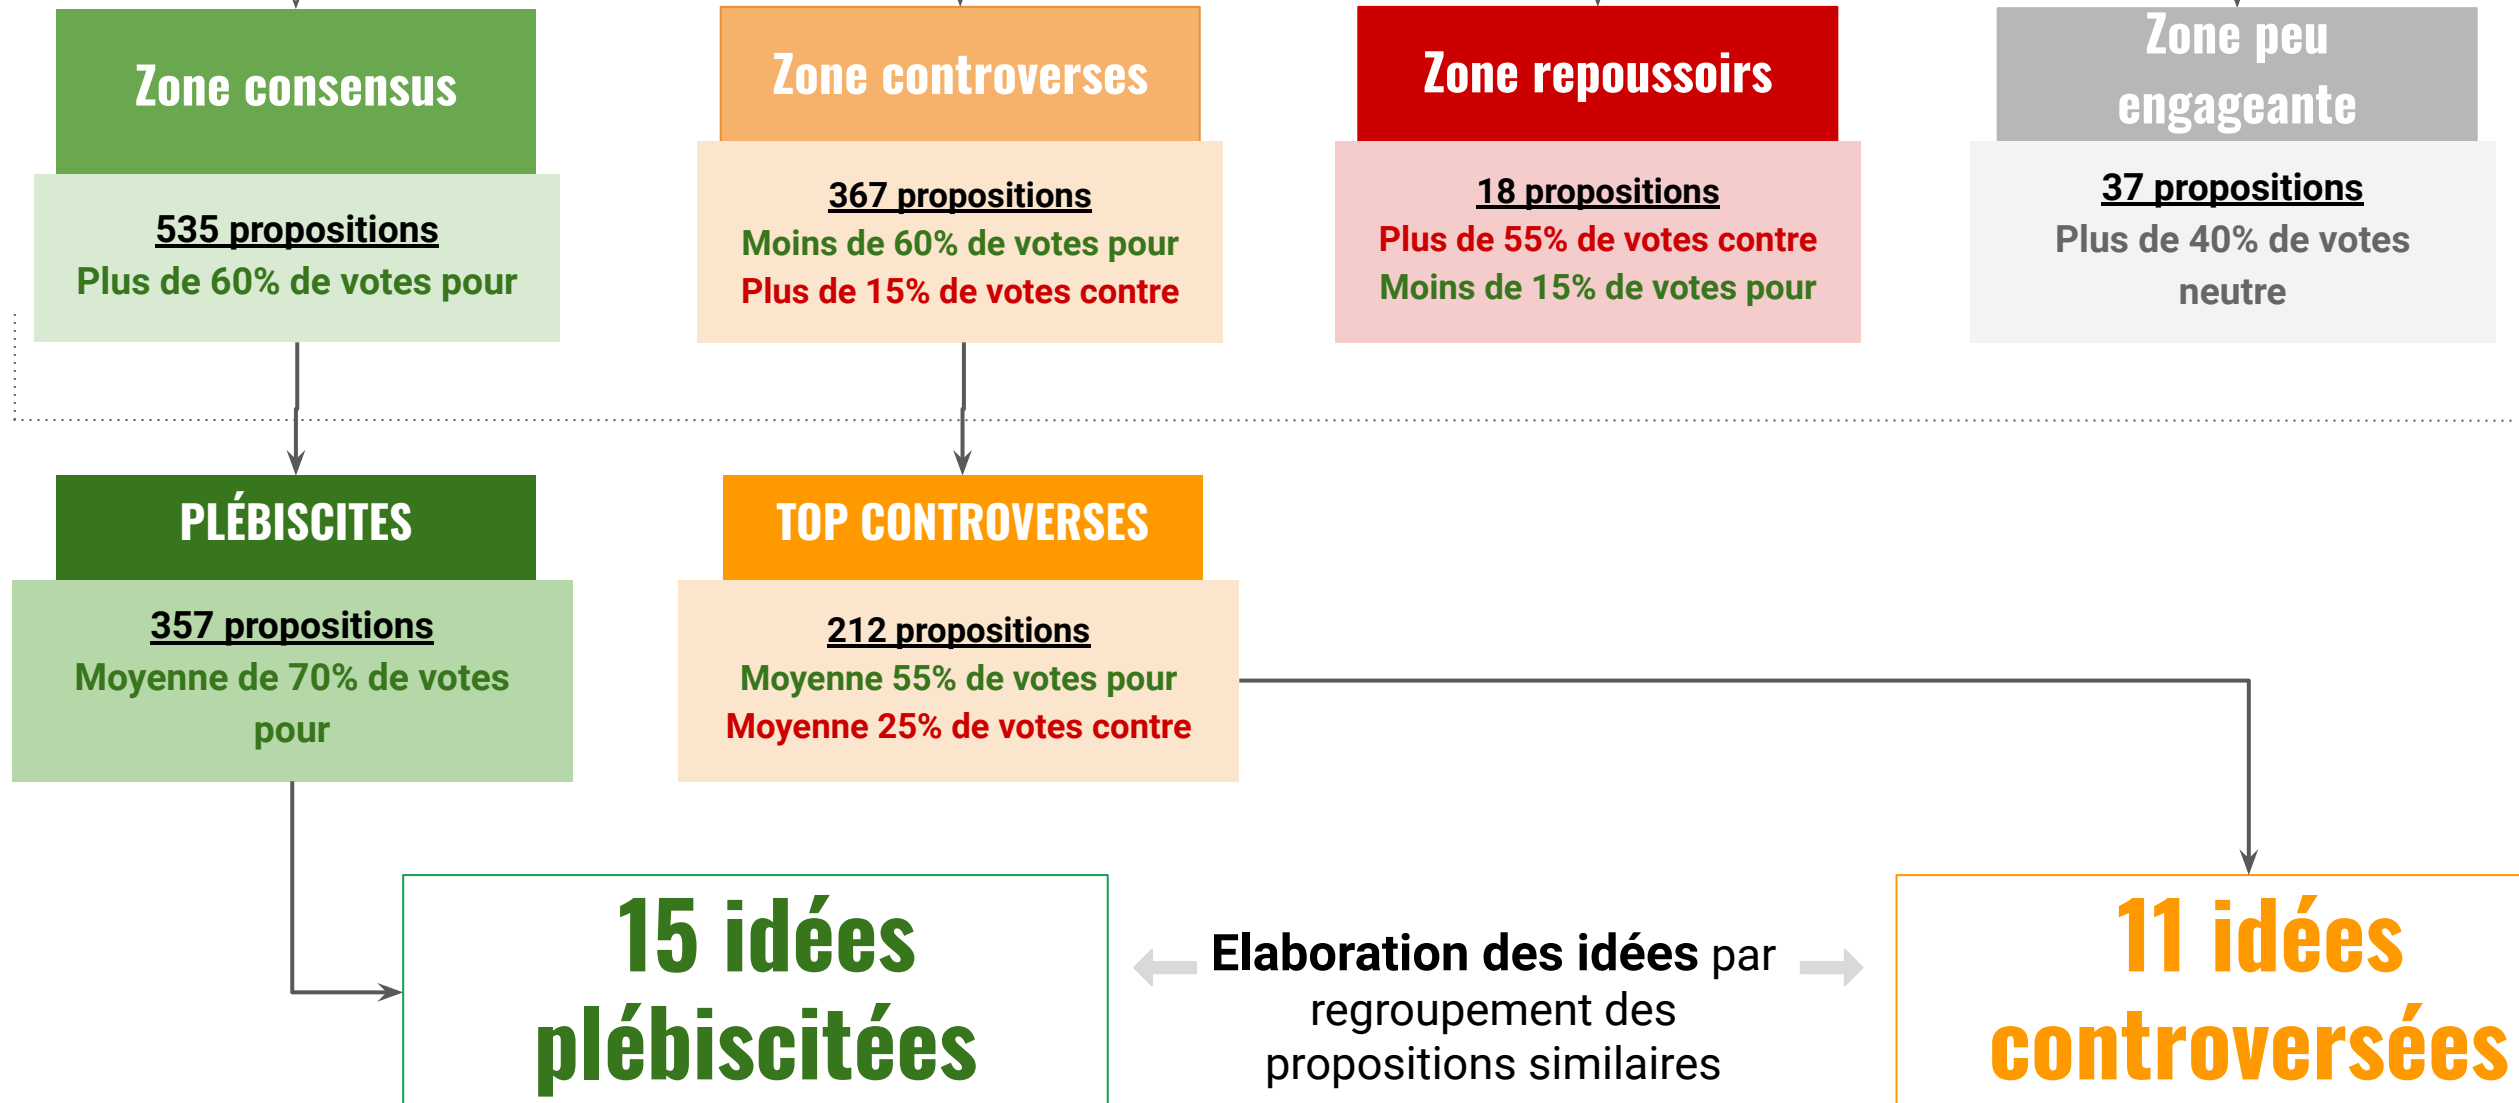 Zone consensus
535 propositions
Plus de 60% de votes pour
Zone controverses
367 propositions
Moins de 60% de votes pour
Plus de 15% de votes contre
Zone repoussoirs
18 propositions
Plus de 55% de votes contre
Moins de 15% de votes pour
Zone peu
engageante
37 propositions
Plus de 40% de votes
neutre
PLÉBISCITES
357 propositions
Moyenne de 70% de votes
pour
TOP CONTROVERSES
212 propositions
Moyenne 55% de votes pour
Moyenne 25% de votes contre
15 idées
plébiscitées
Elaboration des idées par
regroupement des
propositions similaires
11 idées
controversées